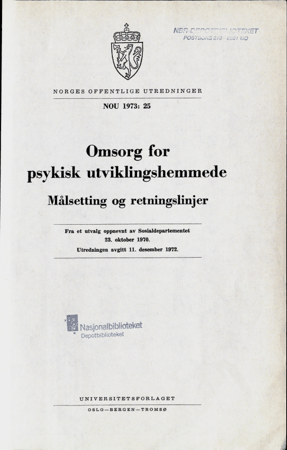 NORGES OFFENTLIGE UTREDNINGER
NOU 1973: 25
Omsorg for
psykisk utviklingshemmede
Målsetting og retningslinjer
Fra et utvalg oppnevnt av Sosialdepartementet
23. oktober 1970.
Utredningen avgitt 11. desember 1972.
Nasjonalbiblioteket
Depotbiblioteket
UNIVERSITETSFORLAGET
OSLO—BERGEN—TROMSØ